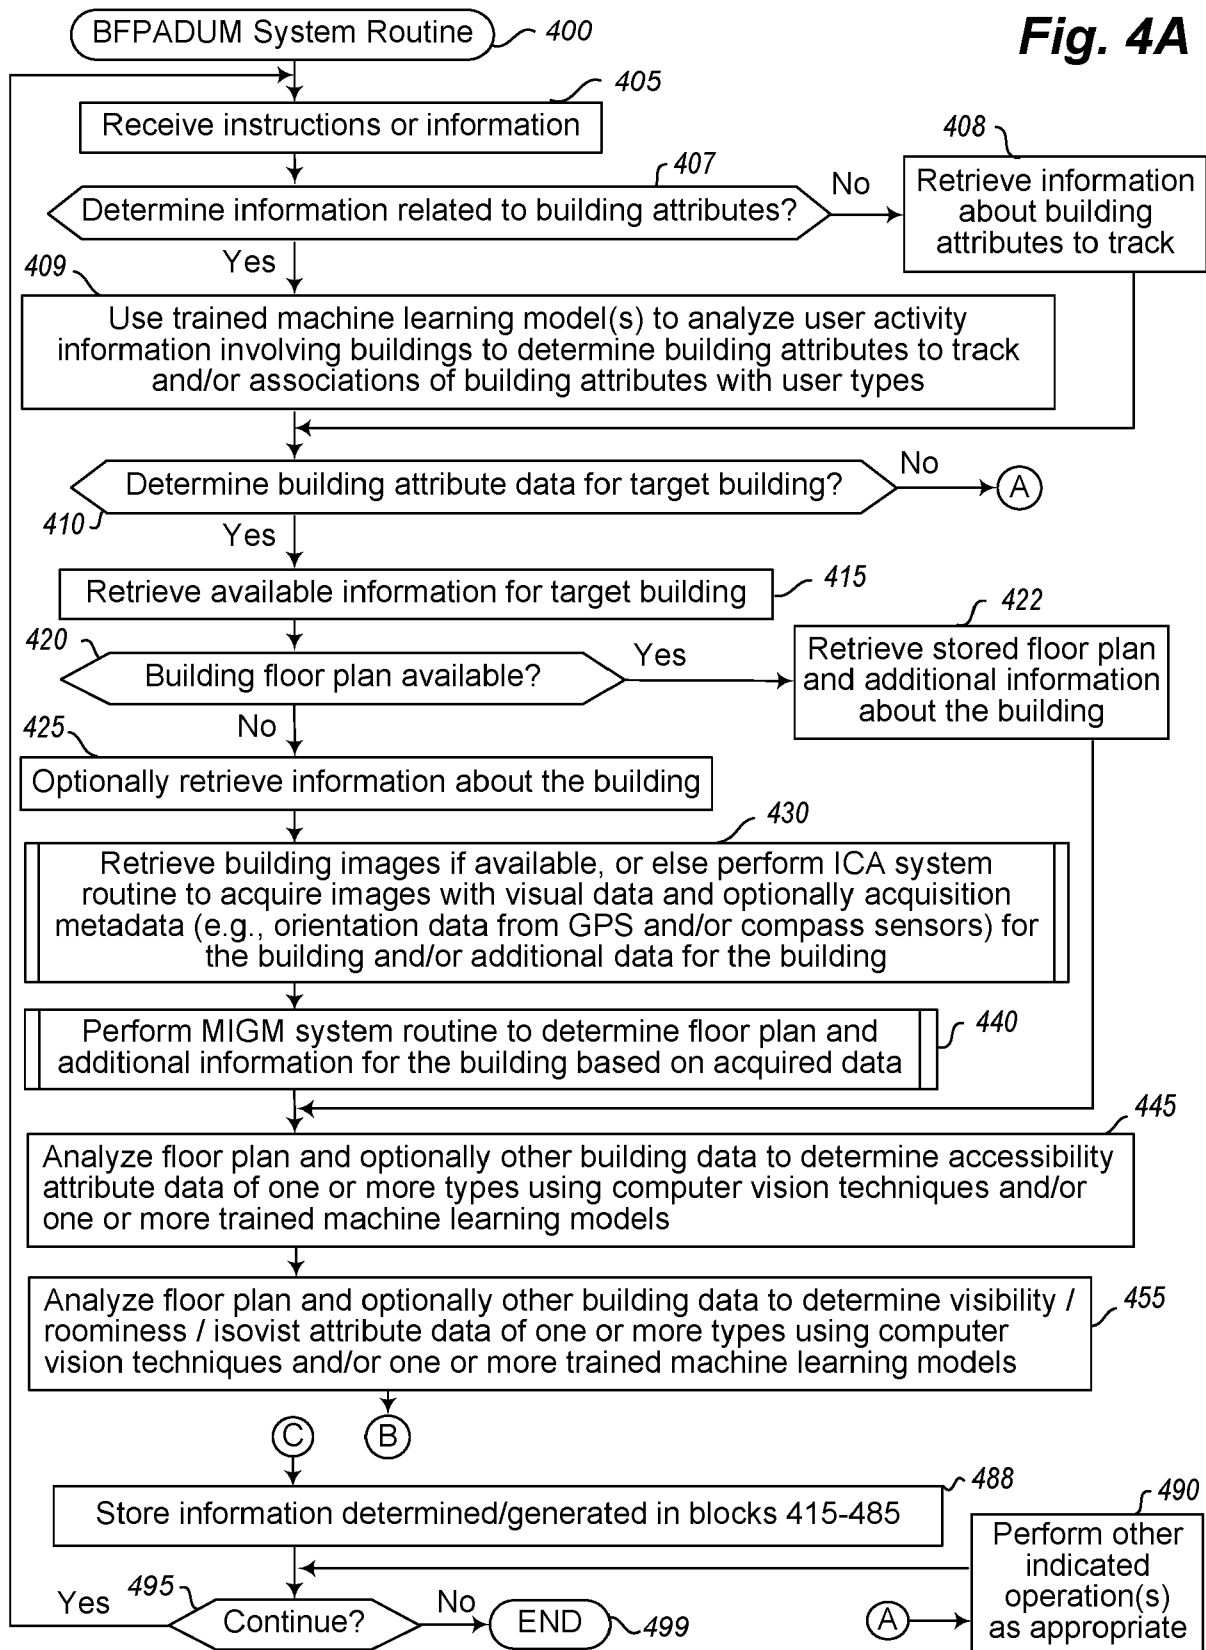 BFPADUM System Routine
400
Fig. 4A
405
Receive instructions or information
407
408
Determine information related to building attributes?
No
Retrieve information
about building
attributes to track
Yes
409
Use trained machine learning model(s) to analyze user activity
information involving buildings to determine building attributes to track
and/or associations of building attributes with user types
Determine building attribute data for target building?
No
A
410
Yes
Retrieve available information for target building
415
422
420
Building floor plan available?
Yes
Retrieve stored floor plan
and additional information
about the building
No
425
Optionally retrieve information about the building
430
Retrieve building images if available, or else perform ICA system
routine to acquire images with visual data and optionally acquisition
metadata (e.g., orientation data from GPS and/or compass sensors) for
the building and/or additional data for the building
Perform MIGM system routine to determine floor plan and
additional information for the building based on acquired data
440
445
Analyze floor plan and optionally other building data to determine accessibility
attribute data of one or more types using computer vision techniques and/or
one or more trained machine learning models
Analyze floor plan and optionally other building data to determine visibility /
roominess / isovist attribute data of one or more types using computer
vision techniques and/or one or more trained machine learning models
455
C
B
488
Store information determined/generated in blocks 415-485
490
Perform other
indicated
operation(s)
as appropriate
495
Yes
Continue?
No
END
499
A